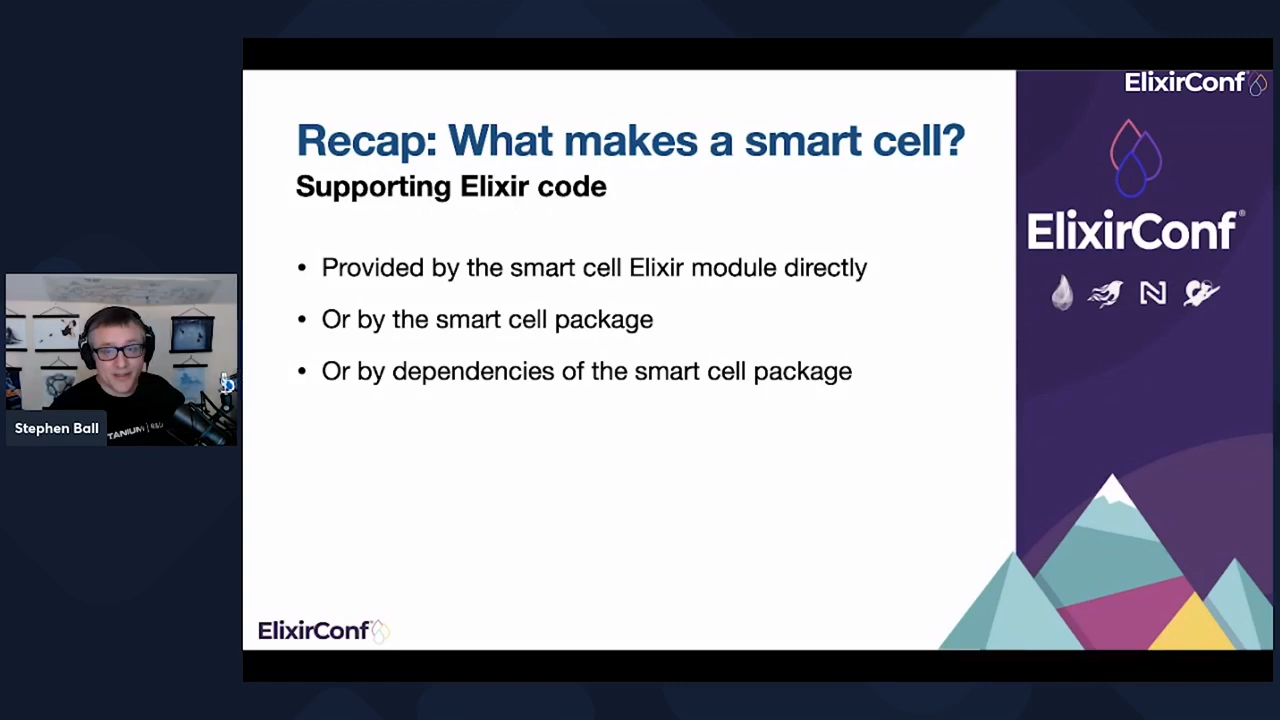 ElixirConf
Recap: What makes a smart cell?
Supporting Elixir code
• Provided by the smart cell Elixir module directly
• Or by the smart cell package
• Or by dependencies of the smart cell package
ElixirConf®
Stephen Ball
TANIUM
ElixirConf